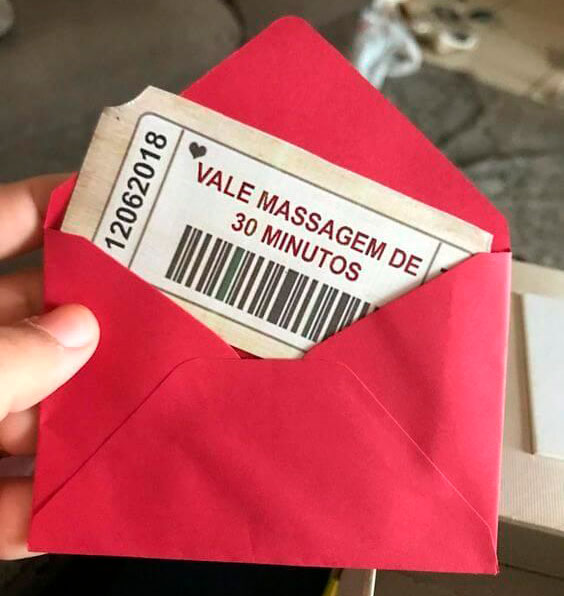 12062018
VALE MASSAGEM DE
30 MINUTOS